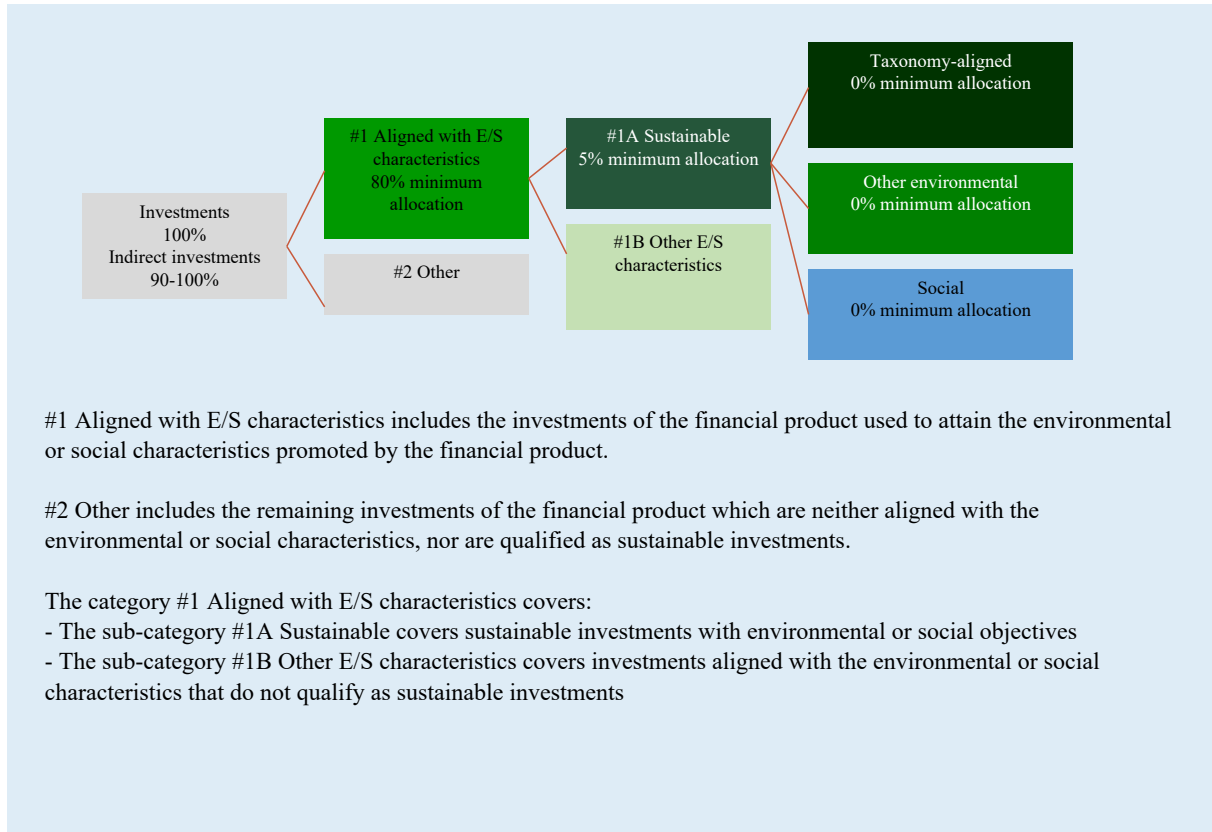 Investments
100%
Indirect investments
90-100%
#1 Aligned with E/S
characteristics
80% minimum
allocation
#2 Other
#1A Sustainable
5% minimum allocation
#1B Other E/S
characteristics
Taxonomy-aligned
0% minimum allocation
Other environmental
0% minimum allocation
Social
0% minimum allocation
#1 Aligned with E/S characteristics includes the investments of the financial product used to attain the environmental
or social characteristics promoted by the financial product.
#2 Other includes the remaining investments of the financial product which are neither aligned with the
environmental or social characteristics, nor are qualified as sustainable investments.
The category #1 Aligned with E/S characteristics covers:
- The sub-category #1A Sustainable covers sustainable investments with environmental or social objectives
- The sub-category #1B Other E/S characteristics covers investments aligned with the environmental or social
characteristics that do not qualify as sustainable investments